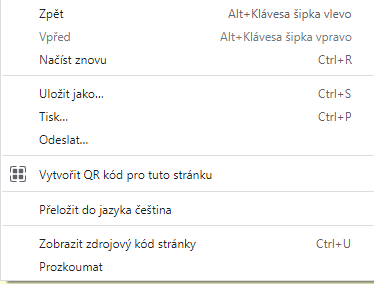 Zpět Alt+Klávesa šipka vlevo
Vpřed Alt+Klávesa šipka vpravo
Načíst znovu Ctrl+R
Uložit jako... Ctrl+S
Tisk... Ctrl+P
Odeslat...
Vytvořit QR kód pro tuto stránku
Přeložit do jazyka čeština
Zobrazit zdrojový kód stránky Ctrl+U
Prozkoumat